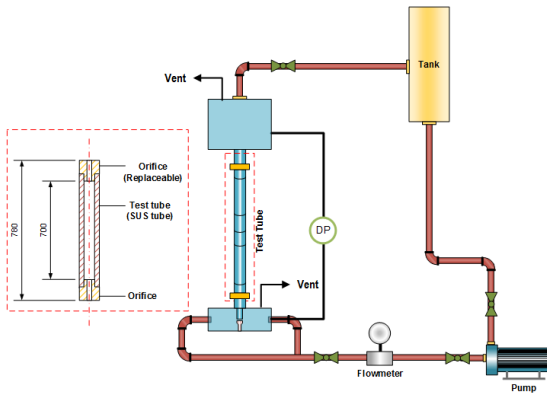 Tank
Vent
Orifice
(Replaceable)
Test tube
(SUS tube)
780
700
Orifice
Test Tube
DP
Vent
Flowmeter
Pump